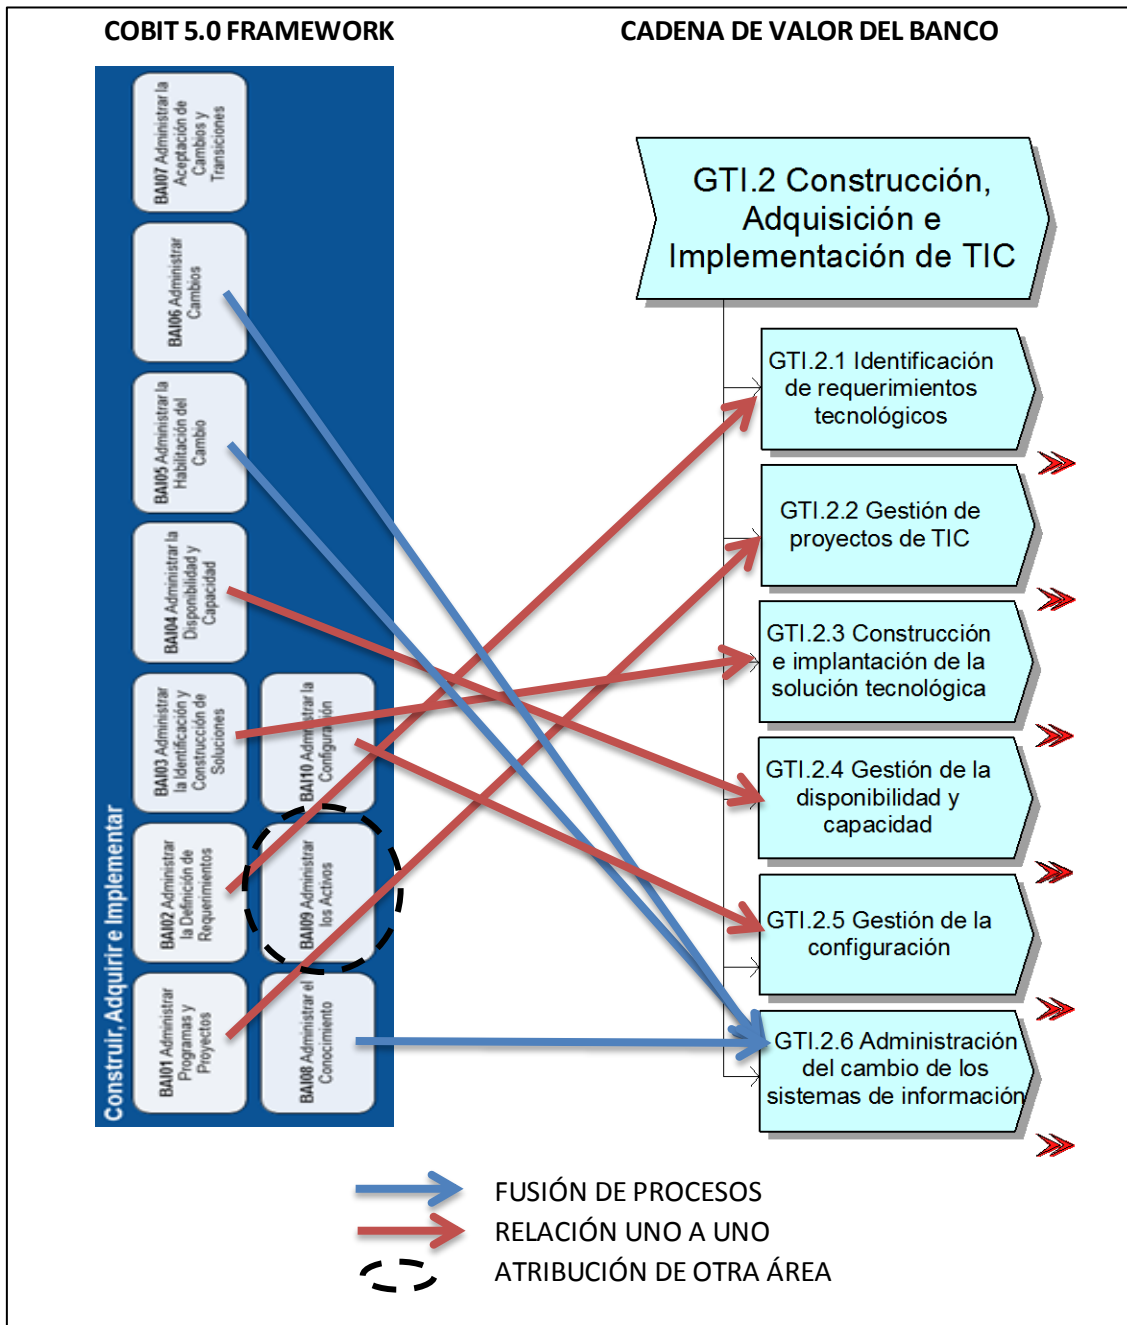 COBIT 5.0 FRAMEWORK
CADENA DE VALOR DEL BANCO
Construir, Adquirir e Implementar
BAI01 Administrar
Programas y
Proyectos
BAI02 Administrar
la Definición de
Requerimientos
BAI03 Administrar
la Identificación y
Construcción de
Soluciones
BAI04 Administrar la
Disponibilidad y
Capacidad
BAI05 Administrar la
Habilitación del
Cambio
BAI06 Administrar
Cambios
BAI07 Administrar la
Aceptación de
Cambios y
Transiciones
BAI08 Administrar el
Conocimiento
BAI09 Administrar
los Activos
BAI10 Administrar la
Configuración
GTI.2 Construcción,
Adquisición e
Implementación de TIC
GTI.2.1 Identificación
de requerimientos
tecnológicos
GTI.2.2 Gestión de
proyectos de TIC
GTI.2.3 Construcción
e implantación de la
solución tecnológica
GTI.2.4 Gestión de la
disponibilidad y
capacidad
GTI.2.5 Gestión de la
configuración
GTI.2.6 Administración
del cambio de los
sistemas de información
FUSIÓN DE PROCESOS
RELACIÓN UNO A UNO
ATRIBUCIÓN DE OTRA ÁREA